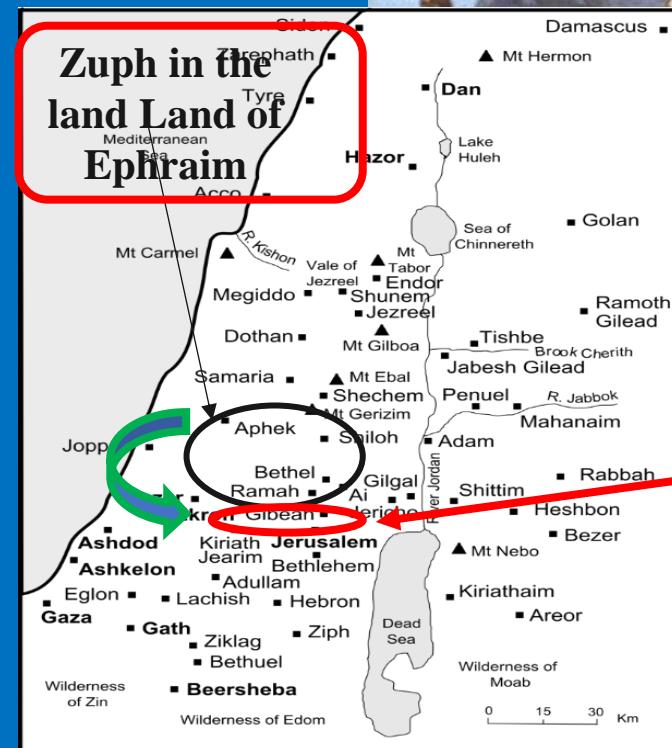 Sidon
Damascus
Zuph in the
land Land of
Ephraim
Zarephath
Mt Hermon
Tyre
Dan
Mediterranean
Sea
Lake
Huleh
Hazor
Acco
Golan
Sea of
Chinnereth
R. Kishon
Mt Carmel
Vale of
Jezreel
Mt
Tabor
Endor
Megiddo
Shunem
Jezreel
Ramoth
Gilead
Dothan
Mt Gilboa
Tishbe
Brook Cherith
Jabesh Gilead
Samaria
Mt Ebal
Shechem
Penuel
R. Jabbok
Mt Gerizim
Mahanaim
Aphek
Shiloh
Adam
Jopp
Bethel
Ramah
Ai
Gilgal
Rabbah
River Jordan
Shittim
Jericho
Heshbon
Gibeah
Bezer
Ashdod
Kiriath
Jearim
Jerusalem
Mt Nebo
Ashkelon
Bethlehem
Adullam
Eglon
Lachish
Hebron
Kiriathaim
Gaza
Areor
Gath
Ziklag
Ziph
Dead
Sea
Bethuel
Wilderness
of Zin
Beersheba
Wilderness of
Moab
Wilderness of Edom
0 15 30
Km